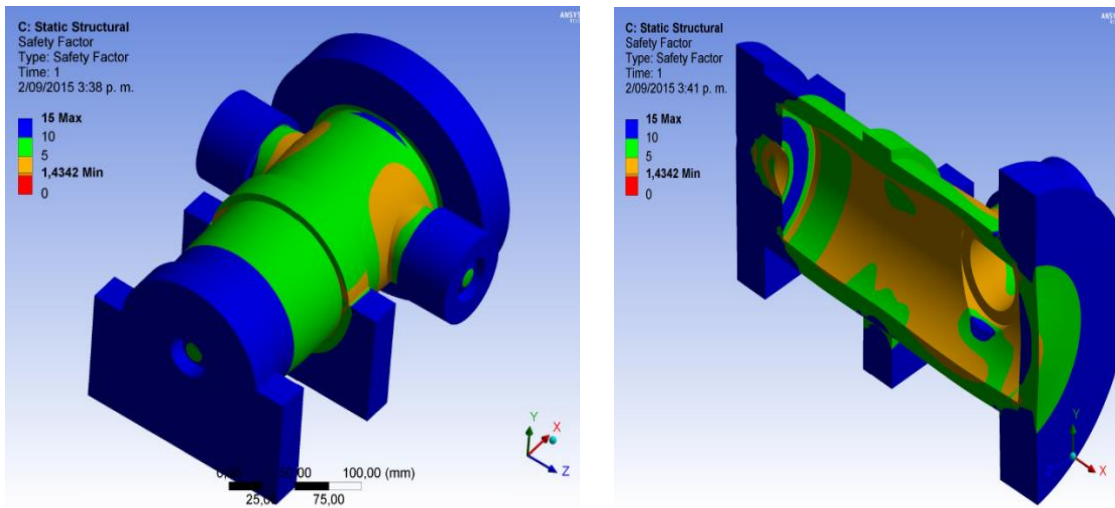 C: Static Structural
Safety Factor
Type: Safety Factor
Time: 1
2/09/2015 3:38 p. m.
15 Max
10
5
1,4342 Min
0
Y
X
Z
100,00 (mm)
75,00
C: Static Structural
Safety Factor
Type: Safety Factor
Time: 1
2/09/2015 3:41 p. m.
15 Max
10
5
1,4342 Min
0
Y
X